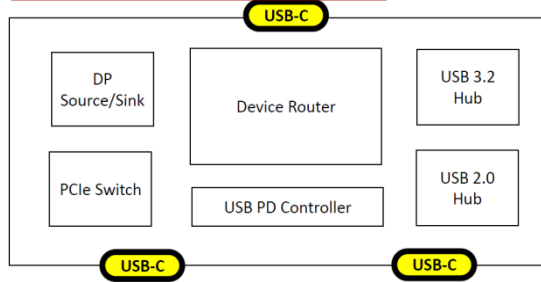 USB-C
DP
Source/Sink
Device Router
USB 3.2
Hub
PCIe Switch
USB PD Controller
USB 2.0
Hub
USB-C
USB-C